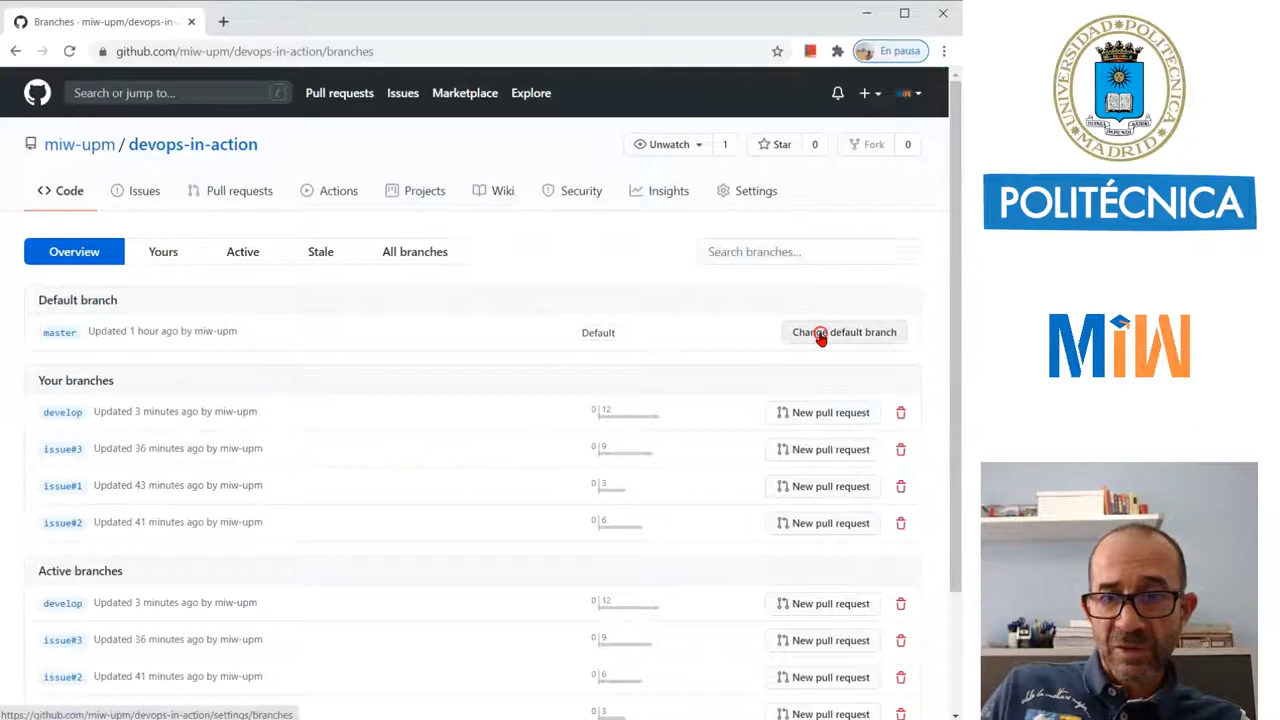 Branches · miw-upm/devops-in-
github.com/miw-upm/devops-in-action/branches
En pausa
Search or jump to...
/
Pull requests
Issues
Marketplace
Explore
miw-upm / devops-in-action
Unwatch
1
Star
0
Fork
0
Code
Issues
Pull requests
Actions
Projects
Wiki
Security
Insights
Settings
Overview
Yours
Active
Stale
All branches
Search branches...
Default branch
master
Updated 1 hour ago by miw-upm
Default
Change default branch
Your branches
develop
Updated 3 minutes ago by miw-upm
0 | 12
New pull request
issue#3
Updated 36 minutes ago by miw-upm
0 | 9
New pull request
issue#1
Updated 43 minutes ago by miw-upm
0 | 3
New pull request
issue#2
Updated 41 minutes ago by miw-upm
0 | 6
New pull request
Active branches
develop
Updated 3 minutes ago by miw-upm
0 | 12
New pull request
issue#3
Updated 36 minutes ago by miw-upm
0 | 9
New pull request
issue#2
Updated 41 minutes ago by miw-upm
0 | 6
New pull request
0 | 3
New pull request
https://github.com/miw-upm/devops-in-action/settings/branches
UNIVERSIDAD POLITÉCNICA
MADRID
POLITÉCNICA
MiW